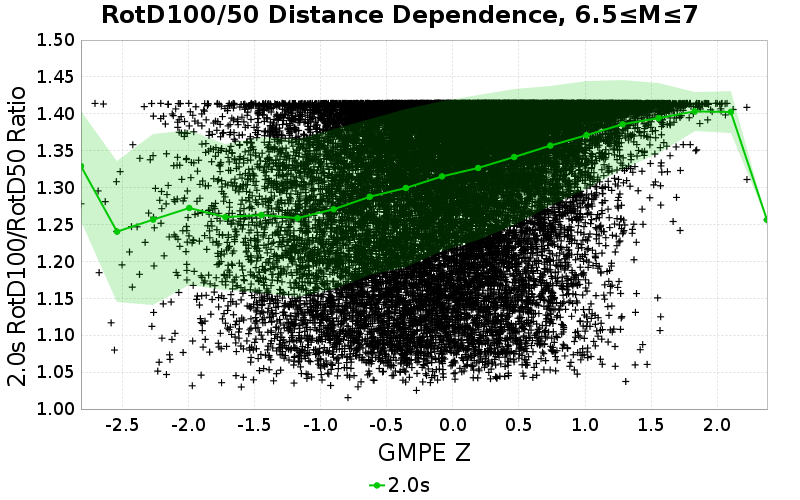 RotD100/50 Distance Dependence, 6.5≤M≤7
1.50
1.45
1.40
1.35
1.30
1.25
1.20
1.15
1.10
1.05
1.00
2.0s RotD100/RotD50 Ratio
-2.5 -2.0 -1.5 -1.0 -0.5 0.0 0.5 1.0 1.5 2.0
GMPE Z
2.0s